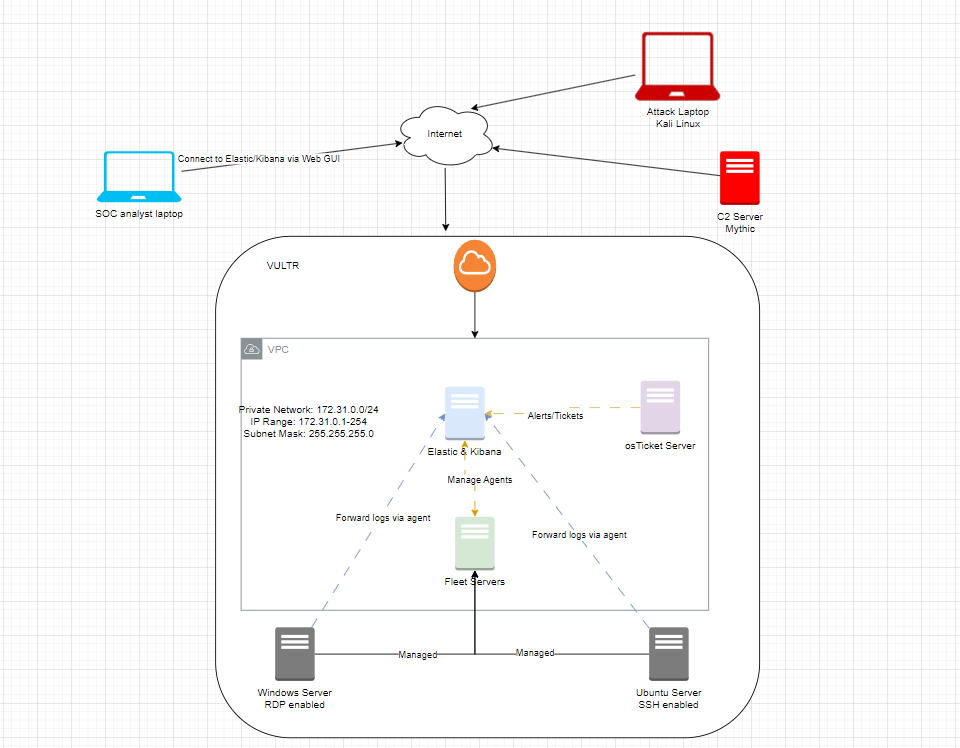 Attack Laptop
Kali Linux
Internet
Connect to Elastic/Kibana via Web GUI
SOC analyst laptop
C2 Server
Mythic
VULTR
VPC
Private Network: 172.31.0.0/24
IP Range: 172.31.0.1-254
Subnet Mask: 255.255.255.0
Alerts/Tickets
osTicket Server
Elastic & Kibana
Manage Agents
Forward logs via agent
Forward logs via agent
Fleet Servers
Managed
Managed
Windows Server
RDP enabled
Ubuntu Server
SSH enabled